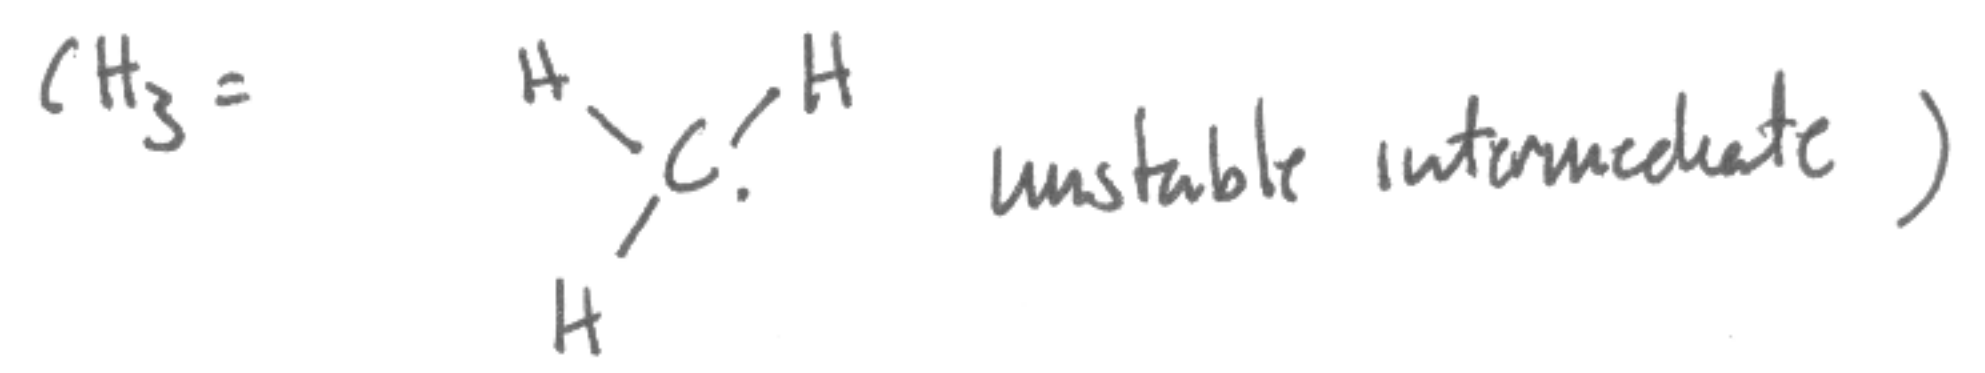 CH3 =
H H
C. unstable intermediate )
H